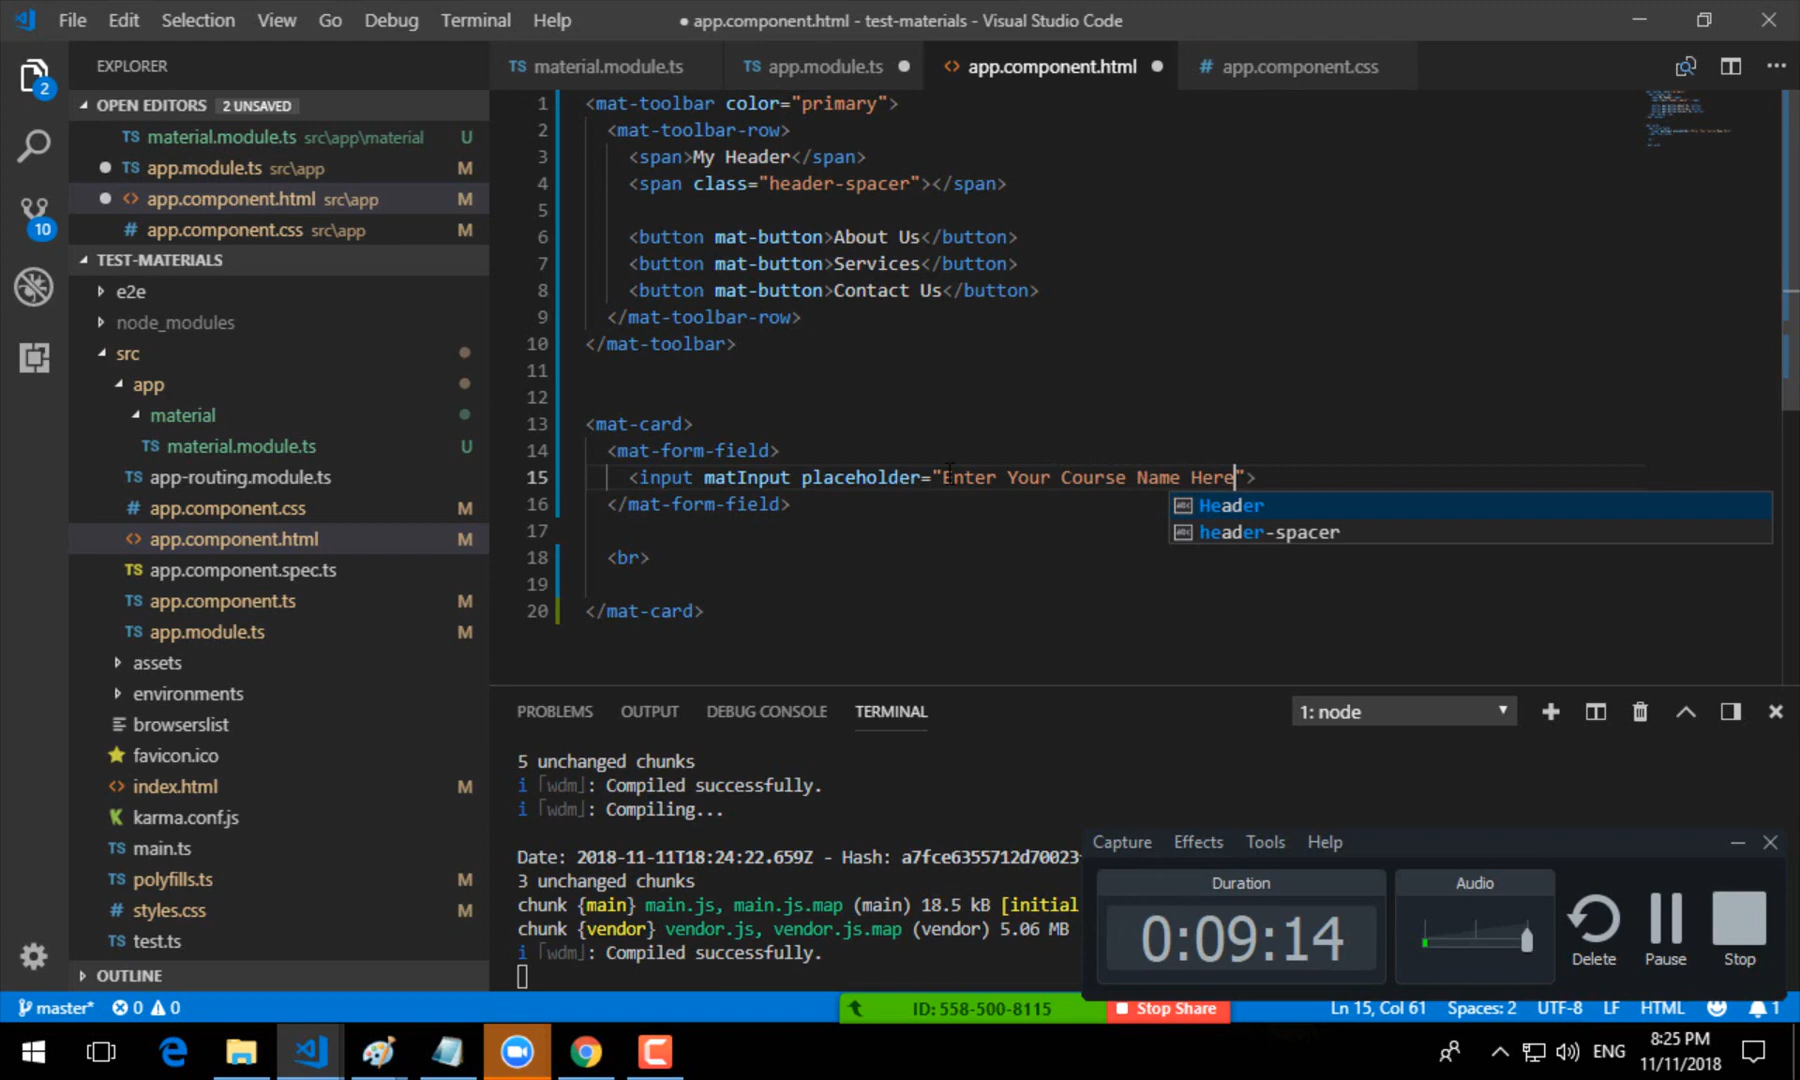 File Edit Selection View Go Debug Terminal Help ● app.component.html - test-materials - Visual Studio Code
EXPLORER
OPEN EDITORS 2 UNSAVED
TS material.module.ts src\app\material U
TS app.module.ts src\app M
<> app.component.html src\app M
# app.component.css src\app M
TEST-MATERIALS
e2e
node_modules
src
app
material
TS material.module.ts U
TS app-routing.module.ts
# app.component.css M
<> app.component.html M
TS app.component.spec.ts
TS app.component.ts M
TS app.module.ts M
assets
environments
browserslist
favicon.ico
<> index.html M
karma.conf.js
TS main.ts
TS polyfills.ts M
# styles.css M
TS test.ts
OUTLINE
2
10
TS material.module.ts TS app.module.ts <> app.component.html # app.component.css
1 <mat-toolbar color="primary">
2 <mat-toolbar-row>
3 <span>My Header</span>
4 <span class="header-spacer"></span>
5
6 <button mat-button>About Us</button>
7 <button mat-button>Services</button>
8 <button mat-button>Contact Us</button>
9 </mat-toolbar-row>
10 </mat-toolbar>
11
12
13 <mat-card>
14 <mat-form-field>
15 <input matInput placeholder="Enter Your Course Name Here">
16 </mat-form-field>
17
18 <br>
19
20 </mat-card>
abc Header
abc header-spacer
PROBLEMS OUTPUT DEBUG CONSOLE TERMINAL 1: node
5 unchanged chunks
i ｢wdm｣: Compiled successfully.
i ｢wdm｣: Compiling...
Date: 2018-11-11T18:24:22.659Z - Hash: a7fce6355712d70023
3 unchanged chunks
chunk {main} main.js, main.js.map (main) 18.5 kB [initial
chunk {vendor} vendor.js, vendor.js.map (vendor) 5.06 MB
i ｢wdm｣: Compiled successfully.
Capture Effects Tools Help
Duration Audio
0:09:14
Delete Pause Stop
master* 0 0 ID: 558-500-8115 Stop Share Ln 15, Col 61 Spaces: 2 UTF-8 LF HTML 1
ENG 8:25 PM
11/11/2018